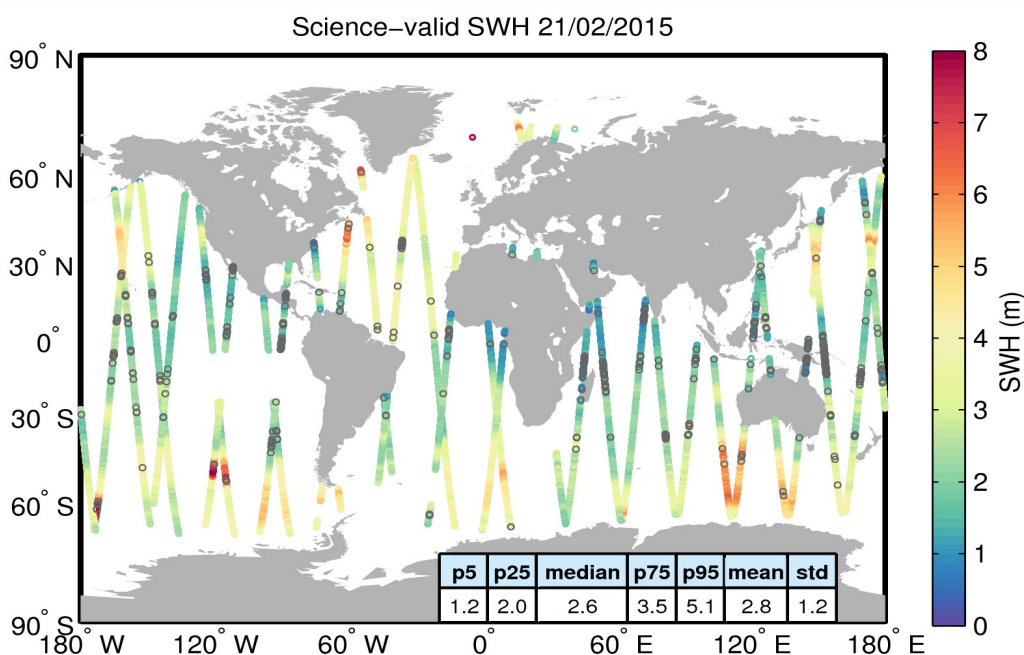 Science–valid SWH 21/02/2015
90° N
60° N
30° N
0°
30° S
60° S
90° S
180° W
120° W
60° W
0°
60° E
120° E
180° E
p5 p25 median p75 p95 mean std
1.2 2.0 2.6 3.5 5.1 2.8 1.2
8
7
6
5
4
3
2
1
0
SWH (m)